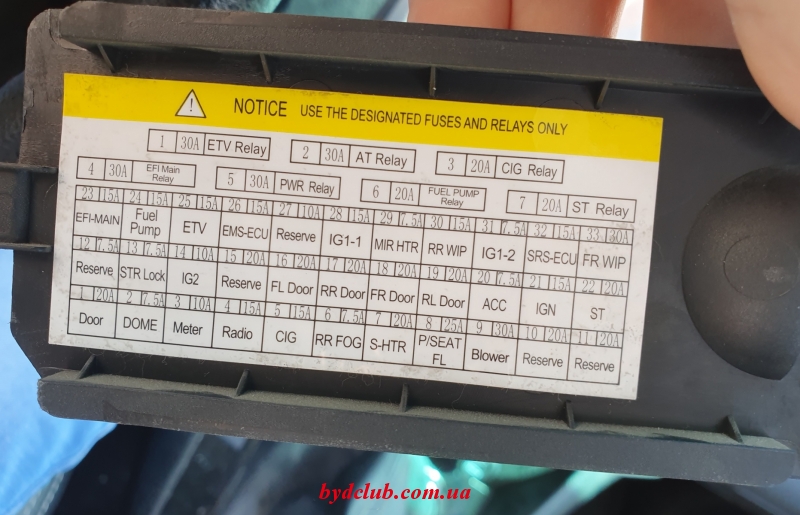 NOTICE USE THE DESIGNATED FUSES AND RELAYS ONLY
1 30A ETV Relay 2 30A AT Relay 3 20A CIG Relay
4 30A EFI Main Relay 5 30A PWR Relay 6 20A FUEL PUMP Relay 7 20A ST Relay
23 15A 24 15A 25 15A 26 15A 27 10A 28 15A 29 7.5A 30 15A 31 7.5A 32 15A 33 30A
EFI-MAIN Fuel Pump ETV EMS-ECU Reserve IG1-1 MIR HTR RR WIP IG1-2 SRS-ECU FR WIP
12 7.5A 13 7.5A 14 10A 15 20A 16 20A 17 20A 18 20A 19 20A 20 7.5A 21 15A 22 20A
Reserve STR Lock IG2 Reserve FL Door RR Door FR Door RL Door ACC IGN ST
1 20A 2 7.5A 3 10A 4 15A 5 15A 6 7.5A 7 20A 8 25A 9 30A 10 20A 11 20A
Door DOME Meter Radio CIG RR FOG S-HTR P/SEAT FL Blower Reserve Reserve
bydclub.com.ua